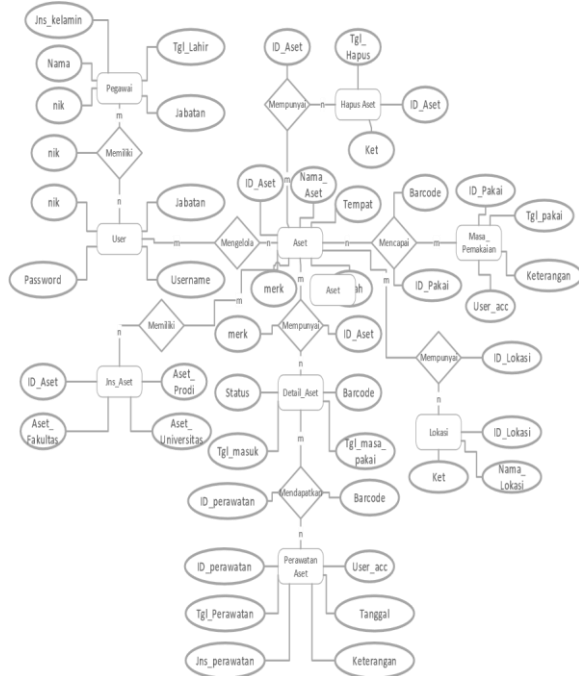 Jns_kelamin
Nama
nik
Pegawai
Tgl_Lahir
Jabatan
m
nik
Memiliki
n
nik
Password
User
Jabatan
Username
m
Mengelola
n
ID_Aset
Mempunyai
n
Tgl_
Hapus
Hapus Aset
ID_Aset
Ket
m
ID_Aset
Nama_
Aset
Tempat
Aset
merk
Aset
n
Mencapai
m
Barcode
ID_Pakai
Masa_
Pemakaian
ID_Pakai
Tgl_pakai
Keterangan
User_acc
m
Memiliki
n
ID_Aset
Jns_Aset
Aset_
Prodi
Aset_
Fakultas
Aset_
Universitas
m
merk
Mempunyai
ID_Aset
n
Status
Detail_Aset
Barcode
Tgl_masuk
Tgl_masa_
pakai
m
ID_perawatan
Mendapatkan
Barcode
n
ID_perawatan
Perawatan
Aset
User_acc
Tgl_Perawatan
Tanggal
Jns_perawatan
Keterangan
m
Mempunyai
ID_Lokasi
n
Lokasi
ID_Lokasi
Ket
Nama_
Lokasi